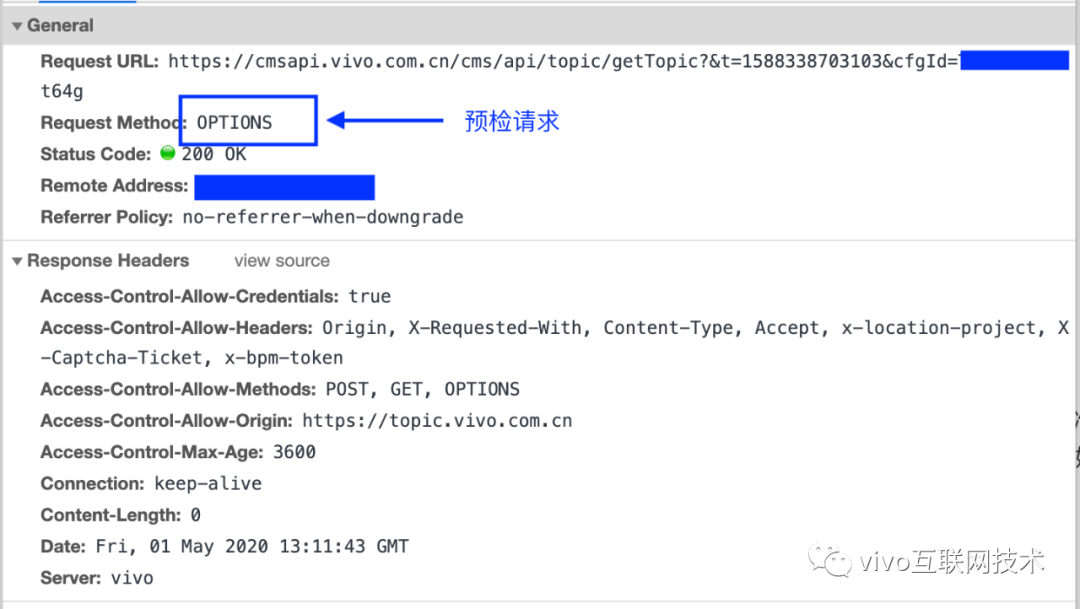 General
Request URL: https://cmsapi.vivo.com.cn/cms/api/topic/getTopic?&t=1588338703103&cfgId=
t64g
Request Method: OPTIONS
预检请求
Status Code: 200 OK
Remote Address:
Referrer Policy: no-referrer-when-downgrade
Response Headers view source
Access-Control-Allow-Credentials: true
Access-Control-Allow-Headers: Origin, X-Requested-With, Content-Type, Accept, x-location-project, X
-Captcha-Ticket, x-bpm-token
Access-Control-Allow-Methods: POST, GET, OPTIONS
Access-Control-Allow-Origin: https://topic.vivo.com.cn
Access-Control-Max-Age: 3600
Connection: keep-alive
Content-Length: 0
Date: Fri, 01 May 2020 13:11:43 GMT
Server: vivo
vivo互联网技术